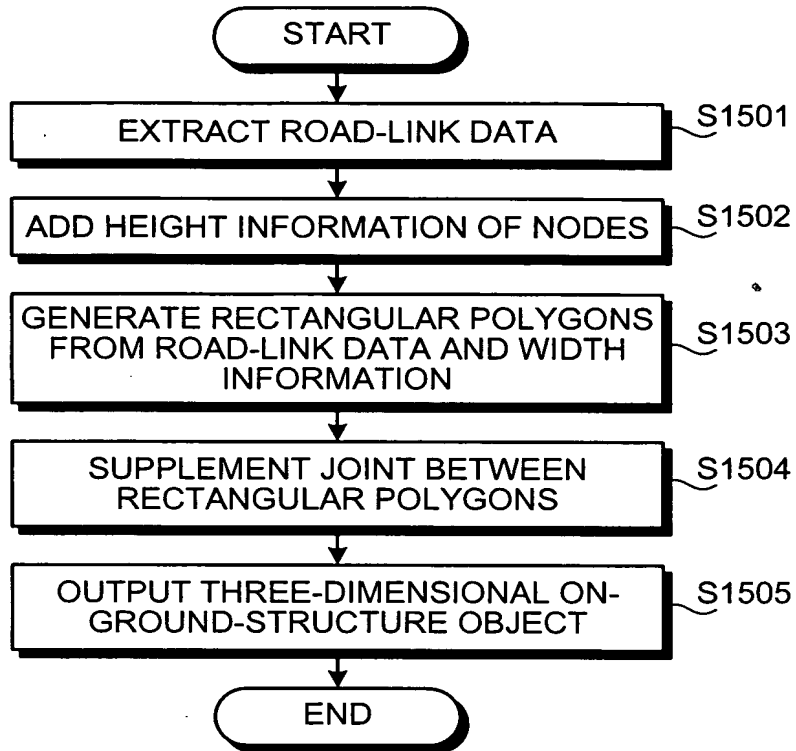 START
EXTRACT ROAD-LINK DATA
S1501
ADD HEIGHT INFORMATION OF NODES
S1502
GENERATE RECTANGULAR POLYGONS
FROM ROAD-LINK DATA AND WIDTH
INFORMATION
S1503
SUPPLEMENT JOINT BETWEEN
RECTANGULAR POLYGONS
S1504
OUTPUT THREE-DIMENSIONAL ON-
GROUND-STRUCTURE OBJECT
S1505
END